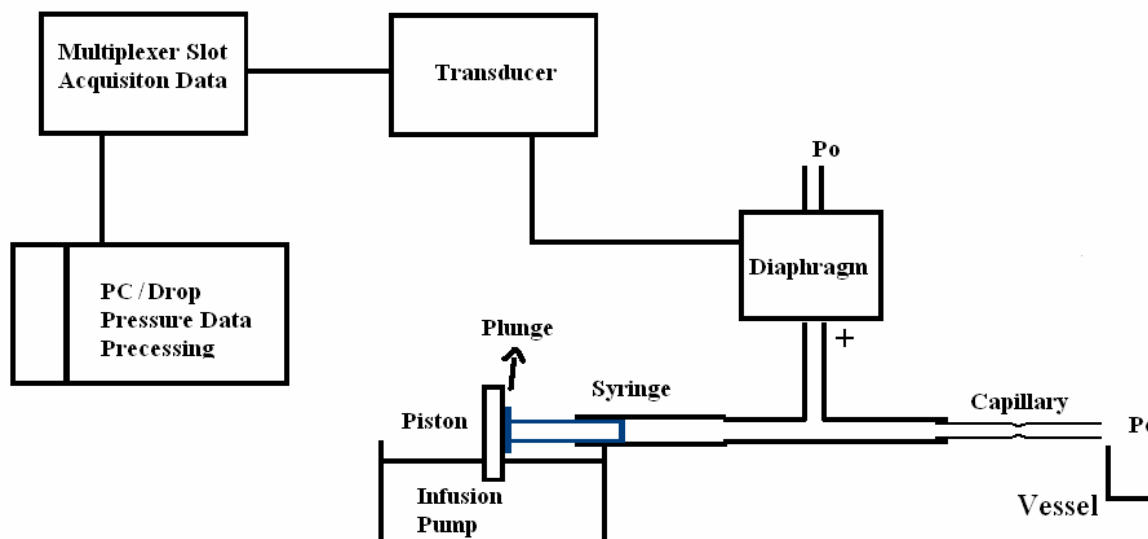 Multiplexer Slot
Acquisiton Data
Transducer
Po
Diaphragm
+
PC / Drop
Pressure Data
Precessing
Plunge
Syringe
Piston
Capillary
Po
Infusion
Pump
Vessel